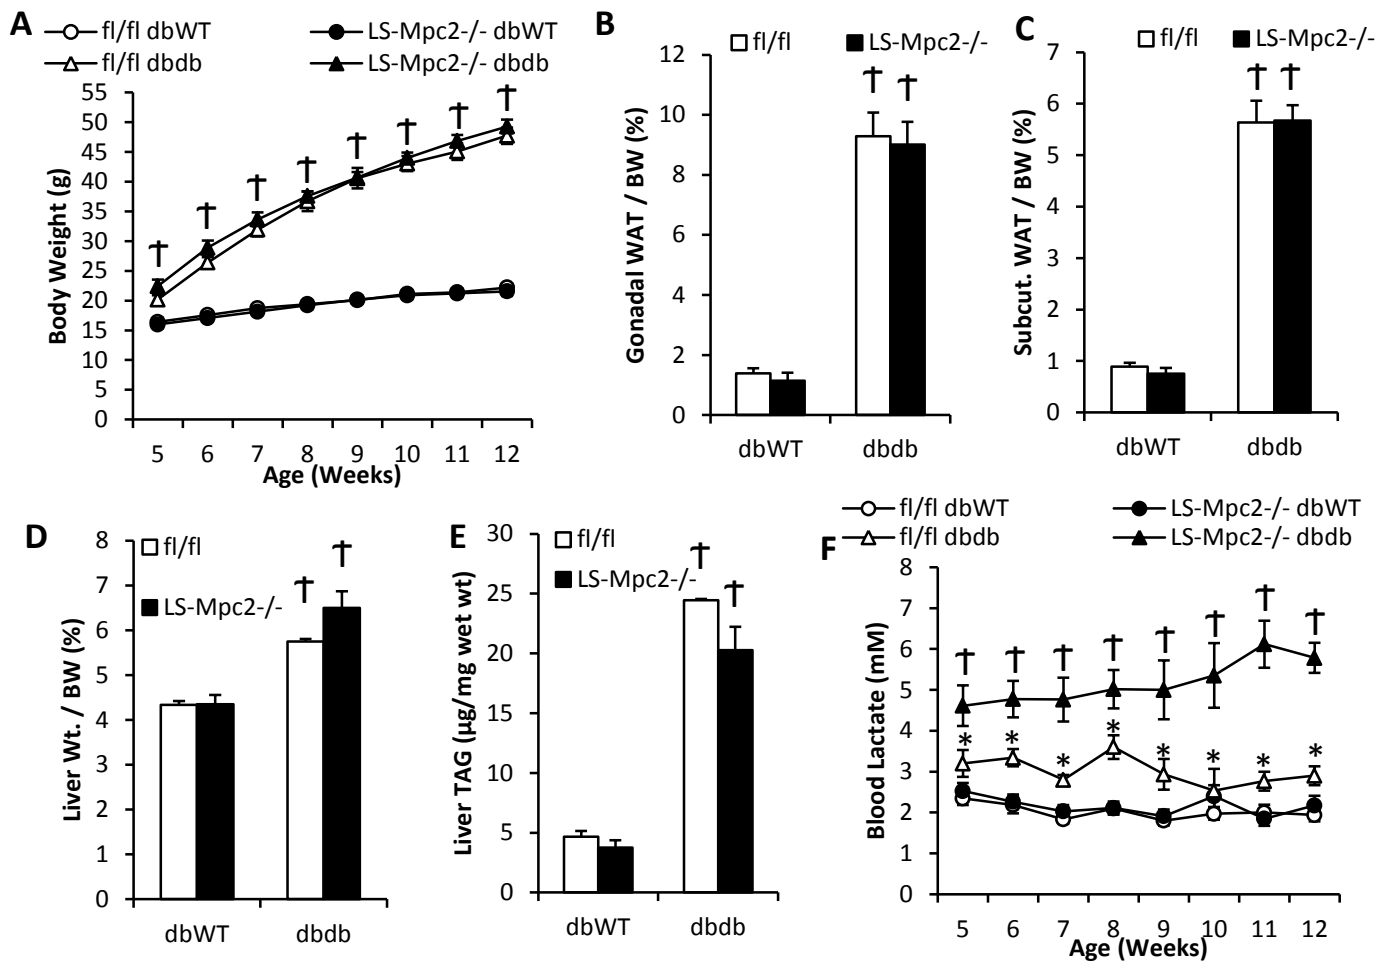 A
fl/fl dbWT
LS-Mpc2-/- dbWT
fl/fl dbdb
LS-Mpc2-/- dbdb
† † † † † † † †
Body Weight (g)
55
50
45
40
35
30
25
20
15
10
5
0
5 6 7 8 9 10 11 12
Age (Weeks)
B
fl/fl
LS-Mpc2-/-
† †
Gonadal WAT / BW (%)
12
10
8
6
4
2
0
dbWT dbdb
C
fl/fl
LS-Mpc2-/-
† †
Subcut. WAT / BW (%)
7
6
5
4
3
2
1
0
dbWT dbdb
D
fl/fl
LS-Mpc2-/-
† †
Liver Wt. / BW (%)
8
7
6
5
4
3
2
1
0
dbWT dbdb
E
fl/fl
LS-Mpc2-/-
† †
Liver TAG (µg/mg wet wt)
30
25
20
15
10
5
0
dbWT dbdb
F
fl/fl dbWT
LS-Mpc2-/- dbWT
fl/fl dbdb
LS-Mpc2-/- dbdb
† † † † † † † †
* * * * * * * *
Blood Lactate (mM)
8
7
6
5
4
3
2
1
0
5 6 7 8 9 10 11 12
Age (Weeks)